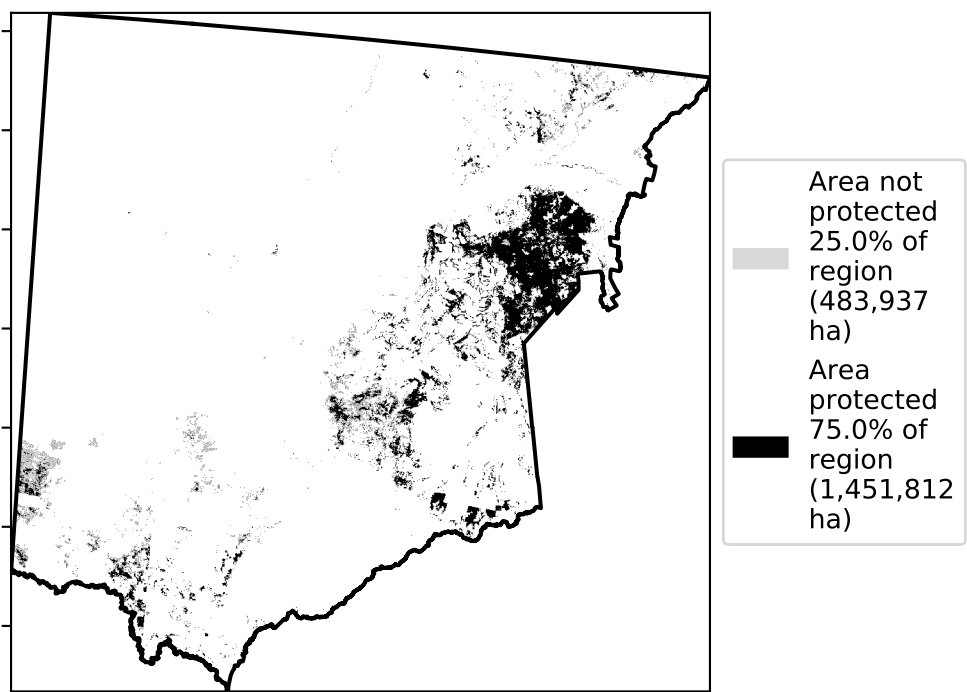 Area not
protected
25.0% of
region
(483,937
ha)
Area
protected
75.0% of
region
(1,451,812
ha)